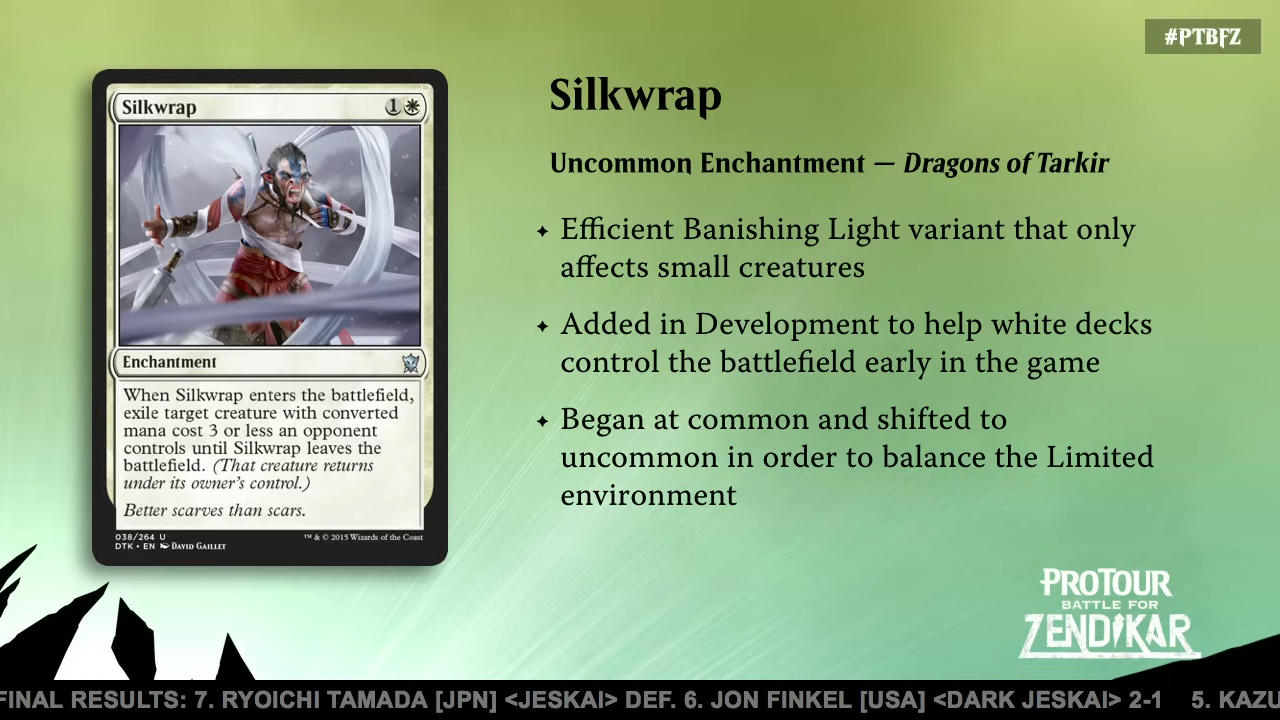 #PTBFZ
Silkwrap
1
Enchantment
When Silkwrap enters the battlefield,
exile target creature with converted
mana cost 3 or less an opponent
controls until Silkwrap leaves the
battlefield. (That creature returns
under its owner's control.)
Better scarves than scars.
038/264 U
DTK • EN DAVID GAILLET
™ & © 2015 Wizards of the Coast
Silkwrap
Uncommon Enchantment — Dragons of Tarkir
Efficient Banishing Light variant that only
affects small creatures
Added in Development to help white decks
control the battlefield early in the game
Began at common and shifted to
uncommon in order to balance the Limited
environment
PROTOUR
BATTLE FOR
ZENDIKAR
FINAL RESULTS: 7. RYOICHI TAMADA [JPN] <JESKAI> DEF. 6. JON FINKEL [USA] <DARK JESKAI> 2-1 5. KAZU